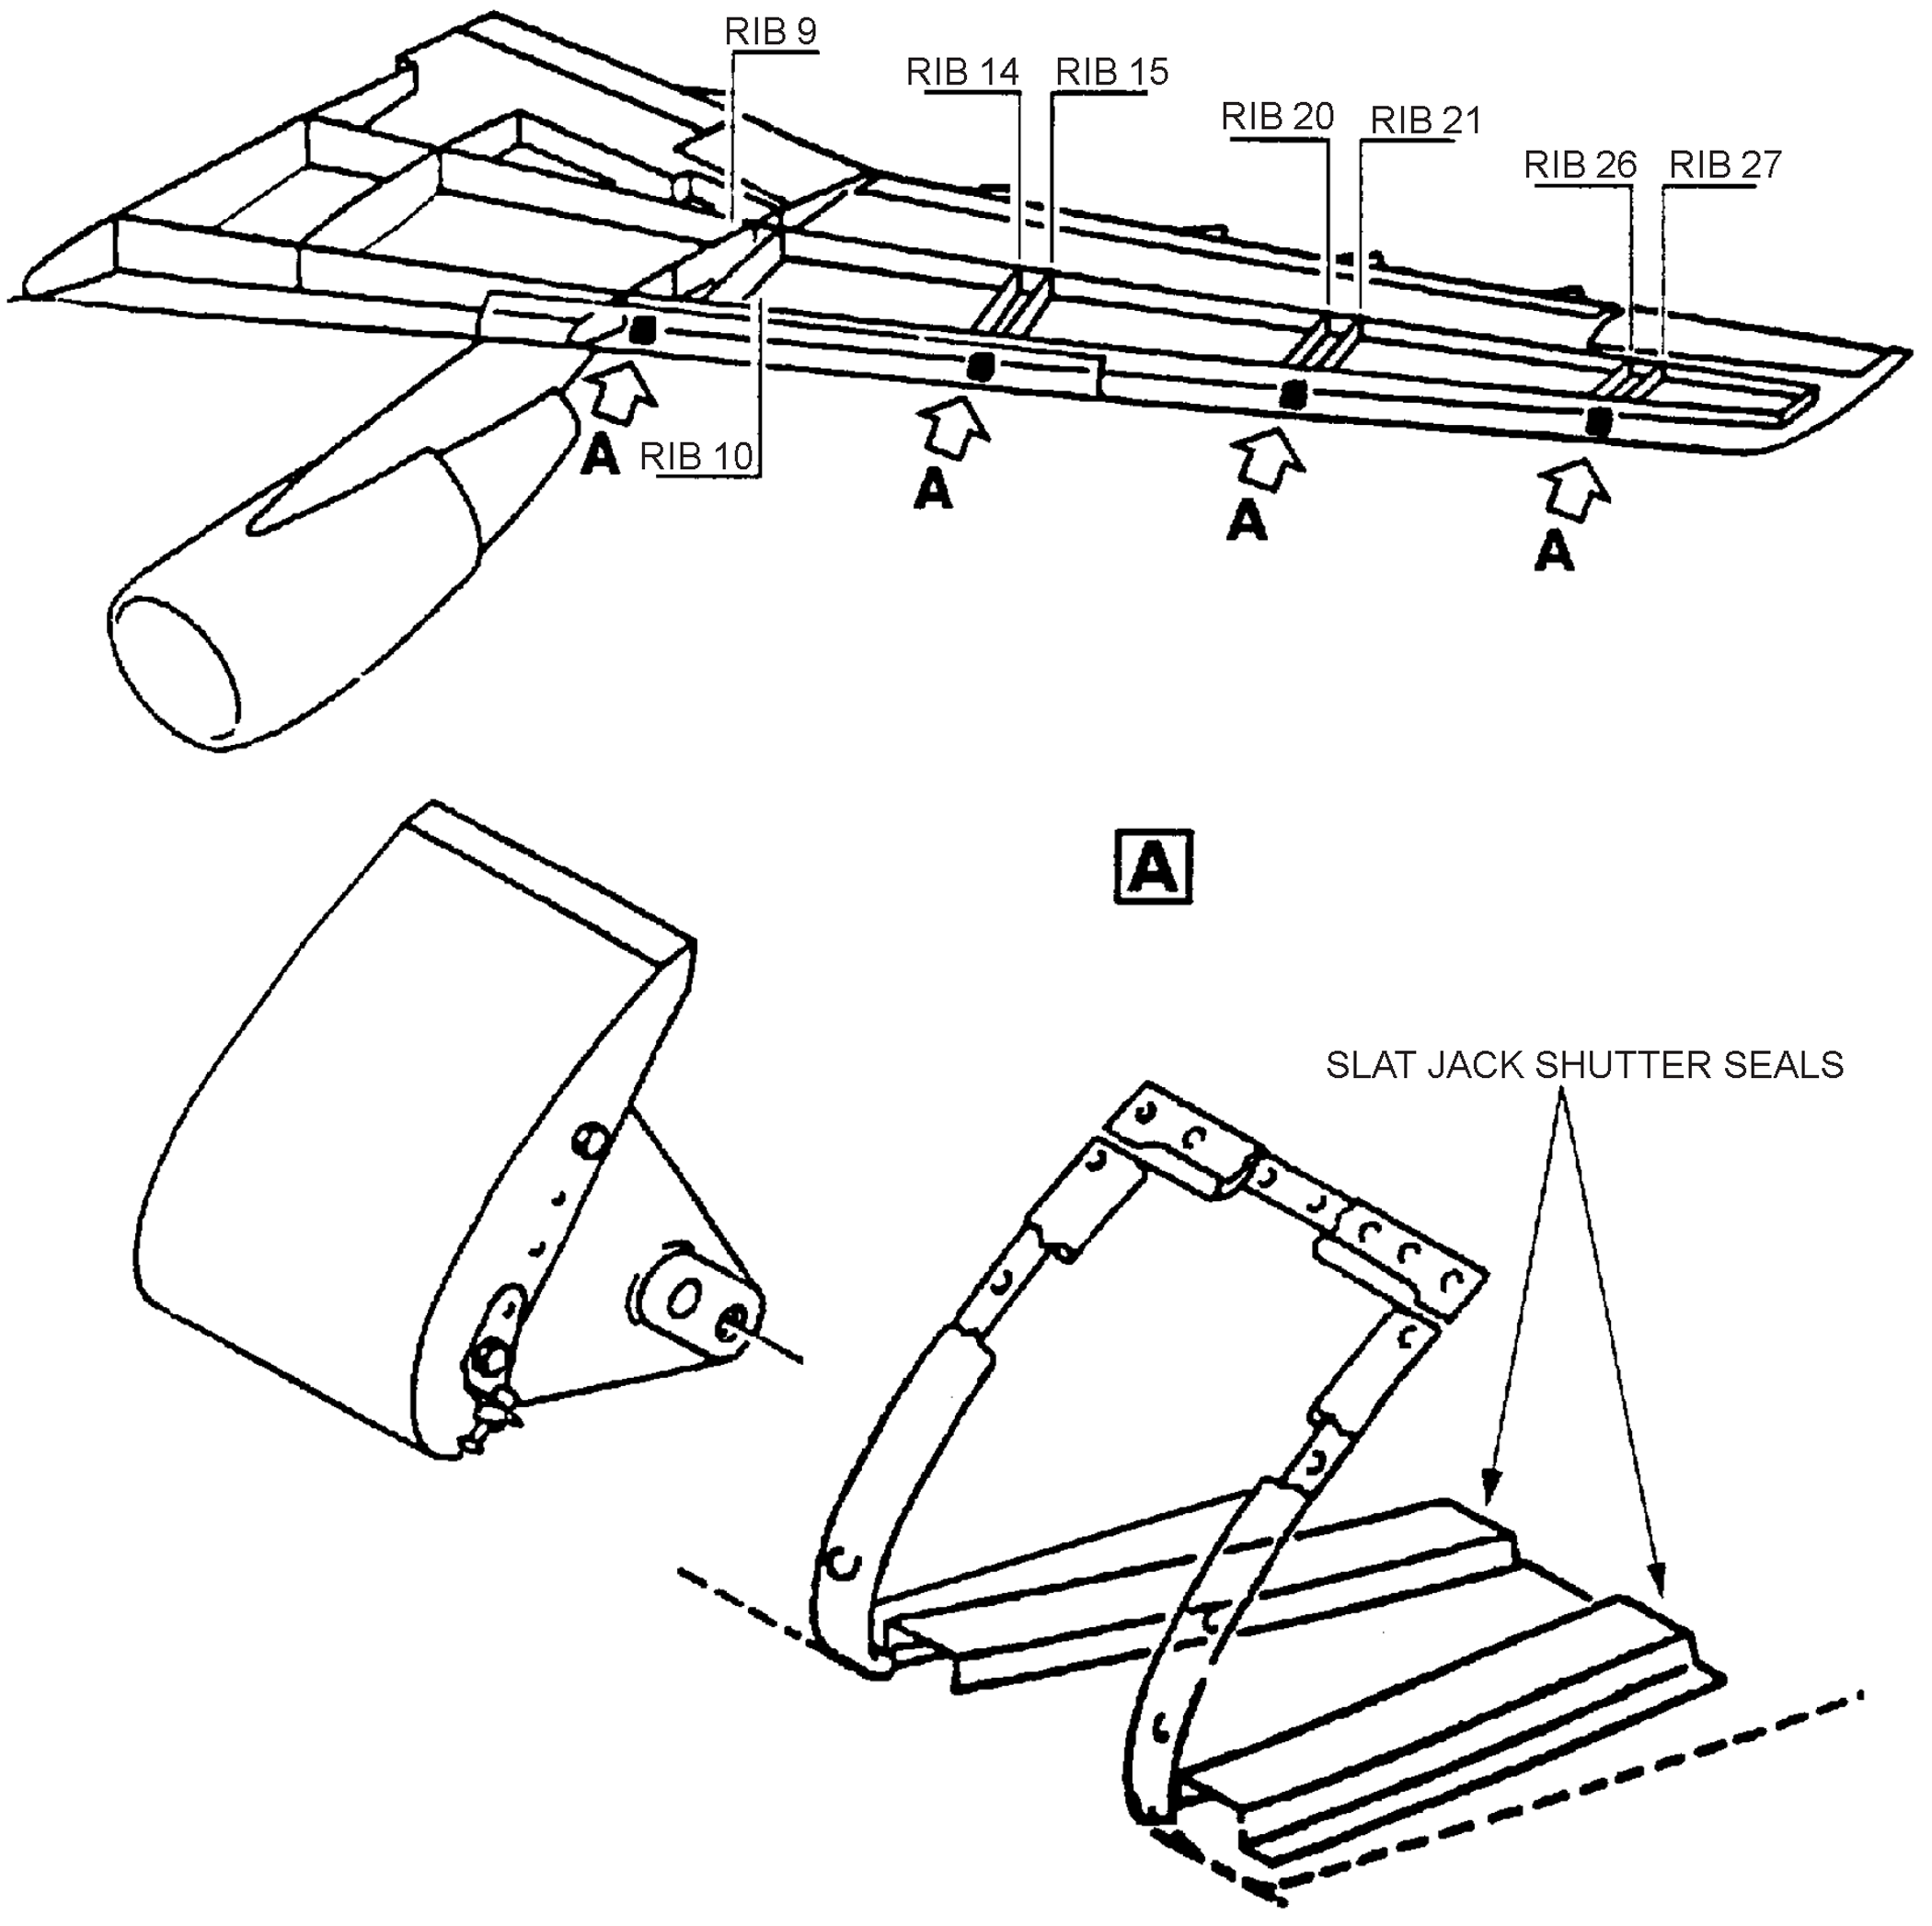 RIB 9
RIB 14
RIB 15
RIB 20
RIB 21
RIB 26
RIB 27
A
RIB 10
A
A
A
A
SLAT JACK SHUTTER SEALS